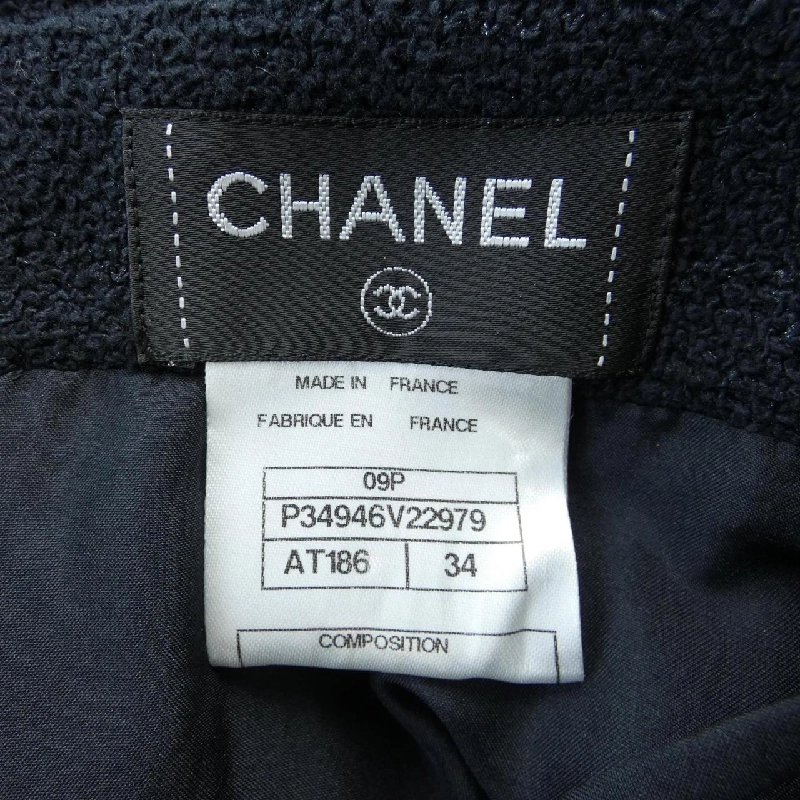 CHANEL
MADE IN FRANCE
FABRIQUE EN FRANCE
09P
P34946V22979
AT186 34
COMPOSITION